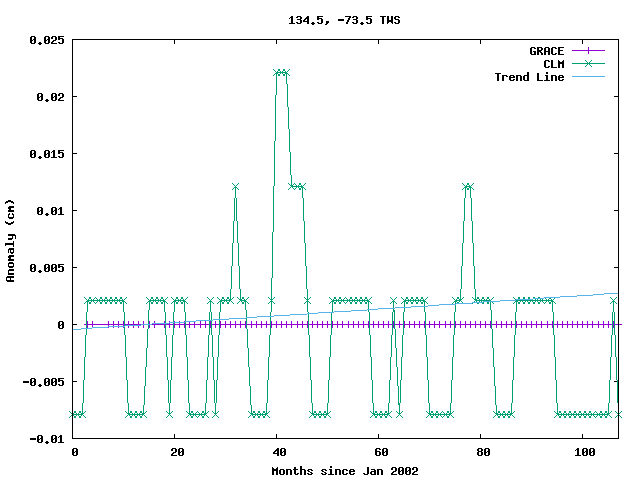 134.5, -73.5 TWS
GRACE
CLM
Trend Line
0.025
0.02
0.015
0.01
0.005
0
-0.005
-0.01
Anomaly (cm)
0 20 40 60 80 100
Months since Jan 2002